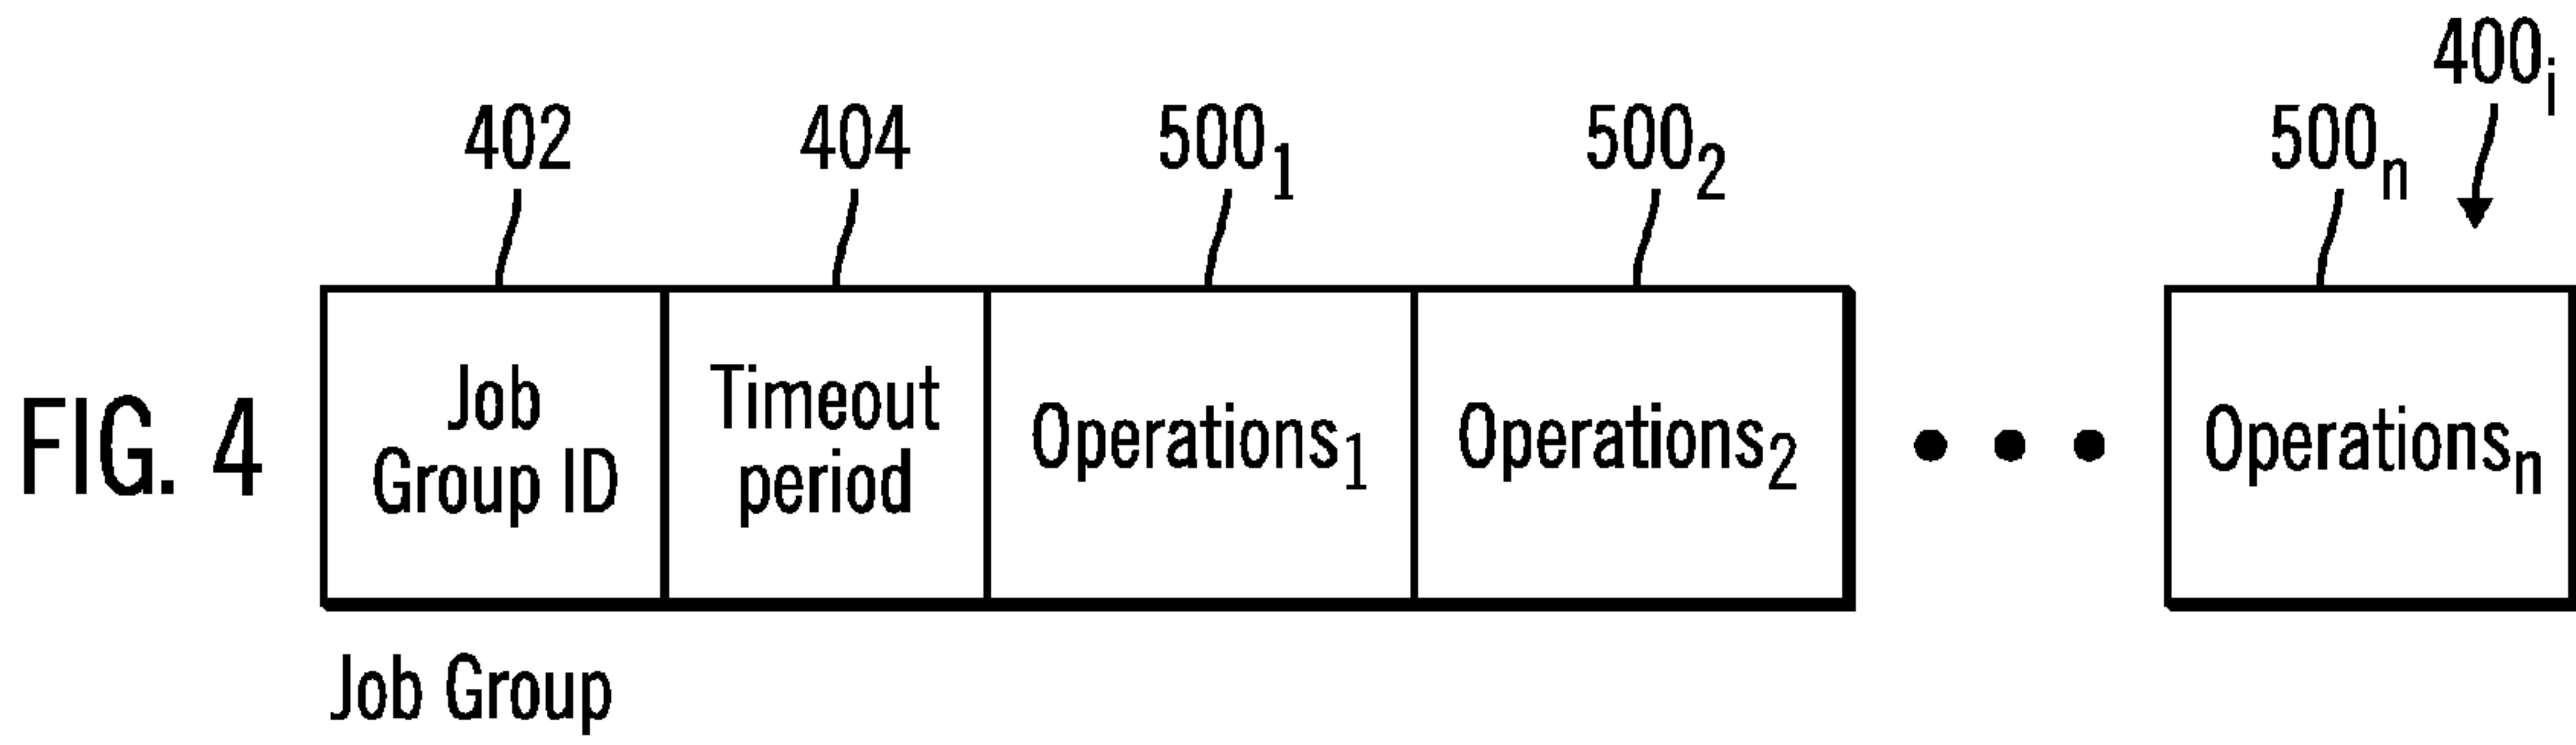 400i
402 404 5001 5002 500n
FIG. 4
Job Group ID Timeout period Operations1 Operations2 • • • Operationsn
Job Group